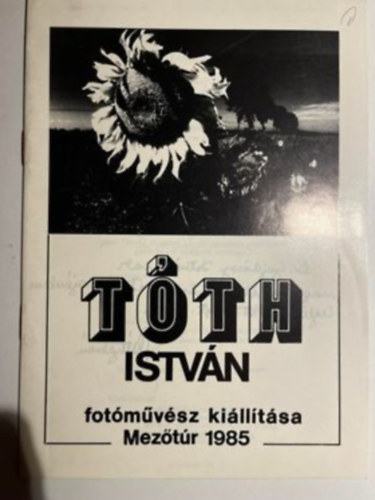 TÓTH
ISTVÁN
fotóművész kiállítása
Mezőtúr 1985